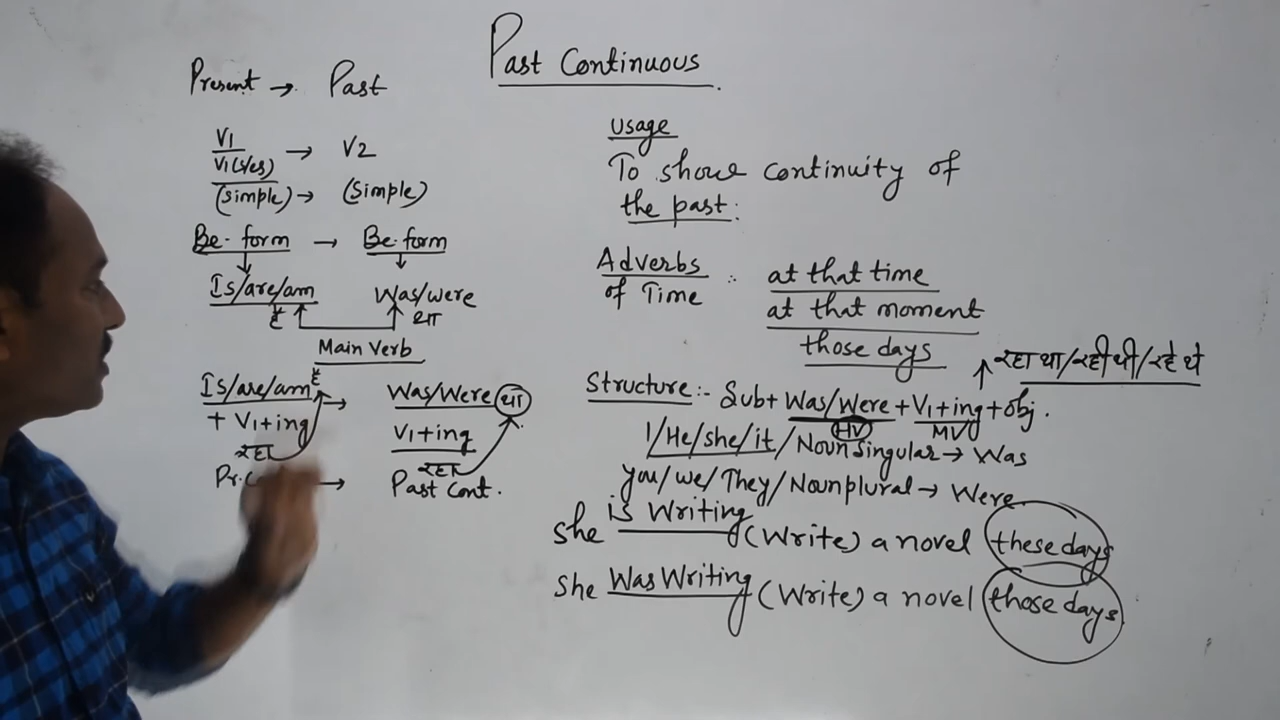 Past Continuous
Present → Past
V1
V1(s/es) → V2
(simple) → (simple)
Be-form → Be-form
Is/are/am Was/were
है था
Main Verb
Is/are/am है → Was/Were था
+ V1+ing V1+ing
रहा रहा
Pr. → Past Cont.
Usage
To show continuity of
the past:
Adverbs
of Time :- at that time
at that moment
those days
रहा था/रही थी/रहे थे
Structure:- Sub+ Was/Were + V1+ing + obj.
HV MV
I/He/she/it/Noun Singular → Was
you/we/They/Noun plural → Were
she is Writing (Write) a novel these days
She Was Writing (Write) a novel those days